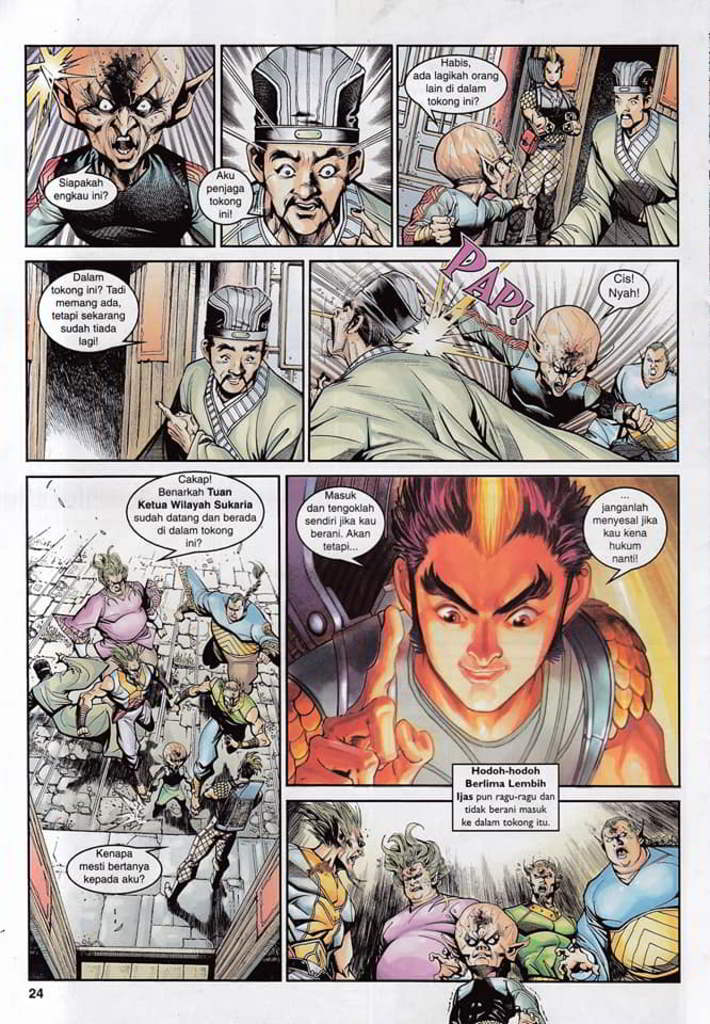 Siapakah
engkau ini?
Aku
penjaga
tokong
ini!
Habis,
ada lagikah orang
lain di dalam
tokong ini?
Dalam
tokong ini? Tadi
memang ada,
tetapi sekarang
sudah tiada
lagi!
PAP!
Cis!
Nyah!
Cakap!
Benarkah Tuan
Ketua Wilayah Sukaria
sudah datang dan berada
di dalam tokong
ini?
Kenapa
mesti bertanya
kepada aku?
Masuk
dan tengoklah
sendiri jika kau
berani. Akan
tetapi...
...
janganlah
menyesal jika
kau kena
hukum
nanti!
Hodoh-hodoh
Berlima Lembih
Ijas pun ragu-ragu dan
tidak berani masuk
ke dalam tokong itu.
24